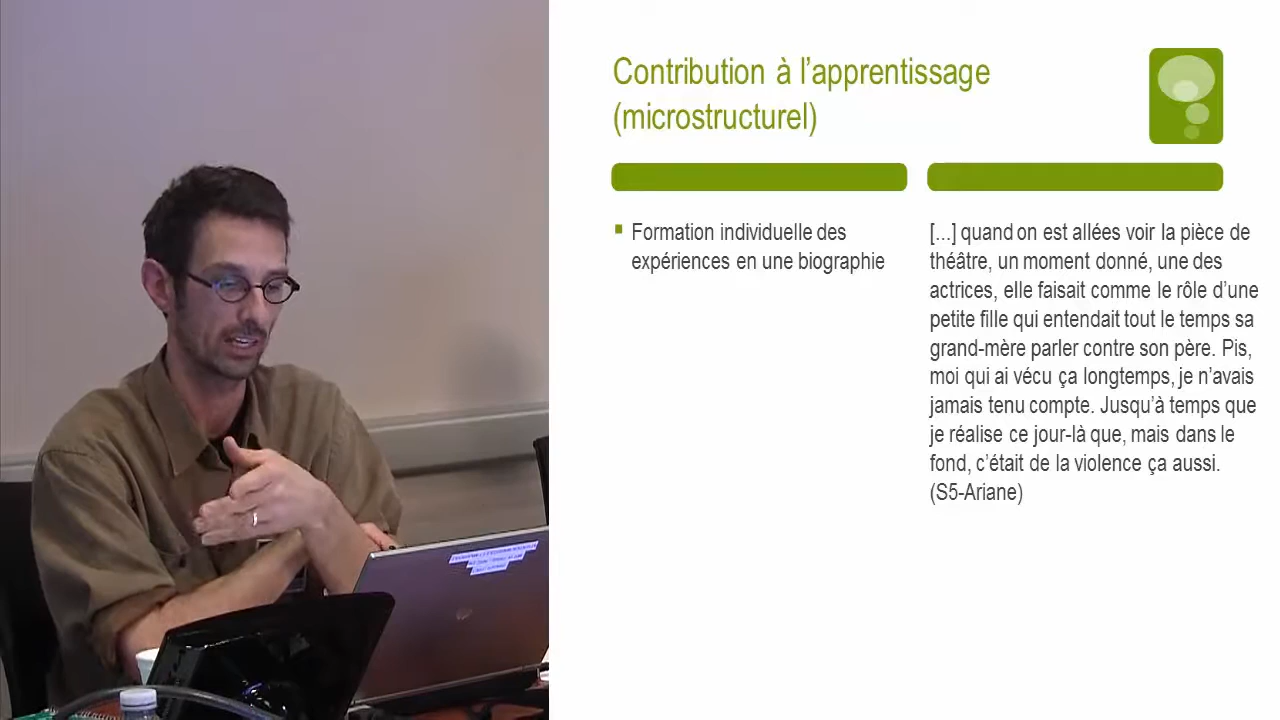 Contribution à l’apprentissage
(microstructurel)
Formation individuelle des
expériences en une biographie
[...] quand on est allées voir la pièce de
théâtre, un moment donné, une des
actrices, elle faisait comme le rôle d’une
petite fille qui entendait tout le temps sa
grand-mère parler contre son père. Pis,
moi qui ai vécu ça longtemps, je n’avais
jamais tenu compte. Jusqu’à temps que
je réalise ce jour-là que, mais dans le
fond, c’était de la violence ça aussi.
(S5-Ariane)